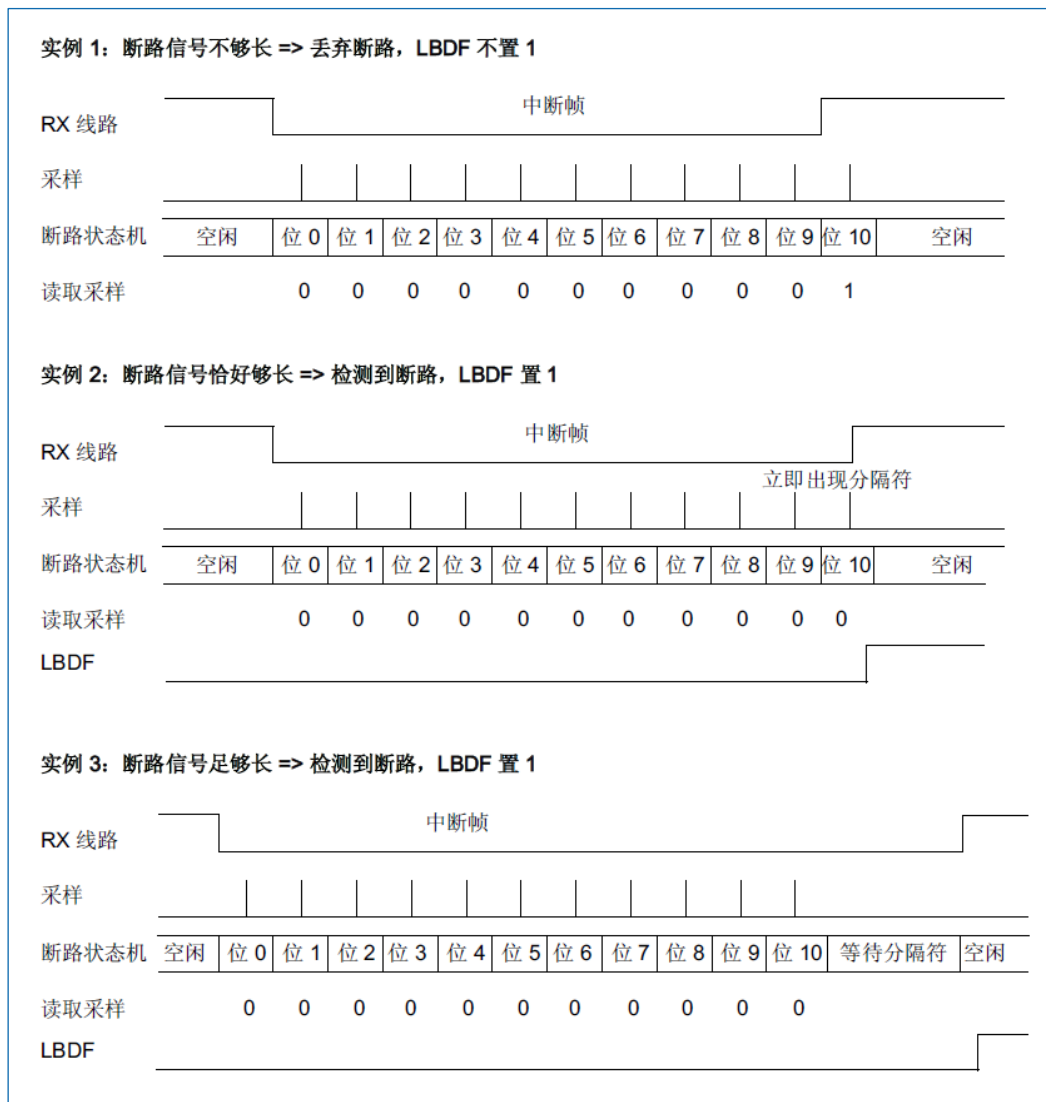 实例 1：断路信号不够长 => 丢弃断路，LBDF 不置 1
中断帧
RX 线路
采样
断路状态机 空闲 位 0 位 1 位 2 位 3 位 4 位 5 位 6 位 7 位 8 位 9 位 10 空闲
读取采样 0 0 0 0 0 0 0 0 0 0 1
实例 2：断路信号恰好够长 => 检测到断路，LBDF 置 1
中断帧
RX 线路
立即出现分隔符
采样
断路状态机 空闲 位 0 位 1 位 2 位 3 位 4 位 5 位 6 位 7 位 8 位 9 位 10 空闲
读取采样 0 0 0 0 0 0 0 0 0 0 0
LBDF
实例 3：断路信号足够长 => 检测到断路，LBDF 置 1
中断帧
RX 线路
采样
断路状态机 空闲 位 0 位 1 位 2 位 3 位 4 位 5 位 6 位 7 位 8 位 9 位 10 等待分隔符 空闲
读取采样 0 0 0 0 0 0 0 0 0 0 0
LBDF